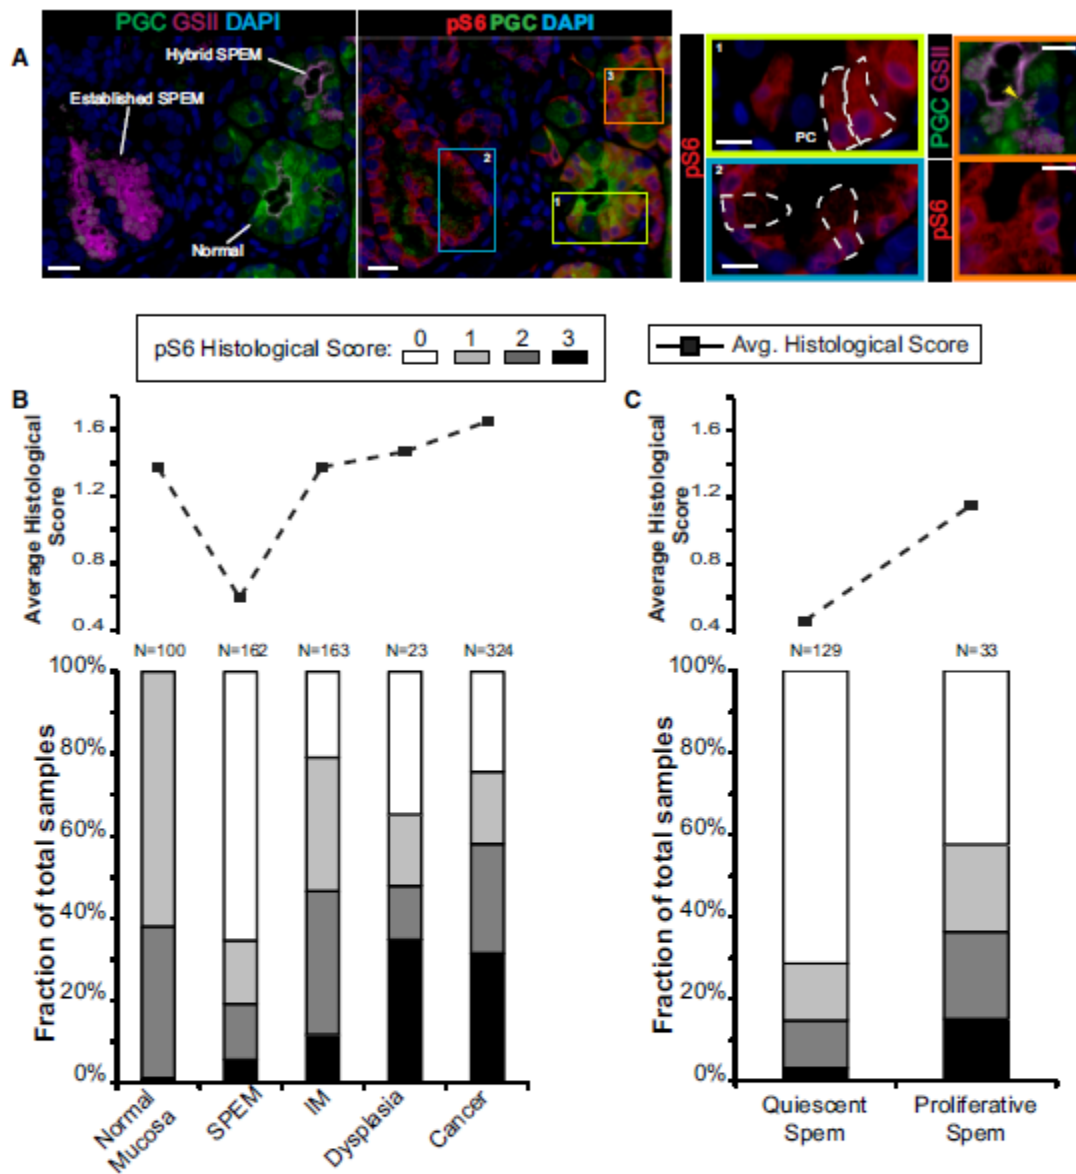 A
PGC GSII DAPI
Hybrid SPEM
Established SPEM
Normal
pS6 PGC DAPI
1
2
3
pS6
1
PC
2
PGC GSII
pS6
pS6 Histological Score: 0 1 2 3
Avg. Histological Score
B
Average Histological
Score
1.6
1.2
0.8
0.4
N=100 N=162 N=163 N=23 N=324
Fraction of total samples
100%
80%
60%
40%
20%
0%
Normal
Mucosa
SPEM
IM
Dysplasia
Cancer
C
Average Histological
Score
1.6
1.2
0.8
0.4
N=129 N=33
Fraction of total samples
100%
80%
60%
40%
20%
0%
Quiescent
Spem
Proliferative
Spem